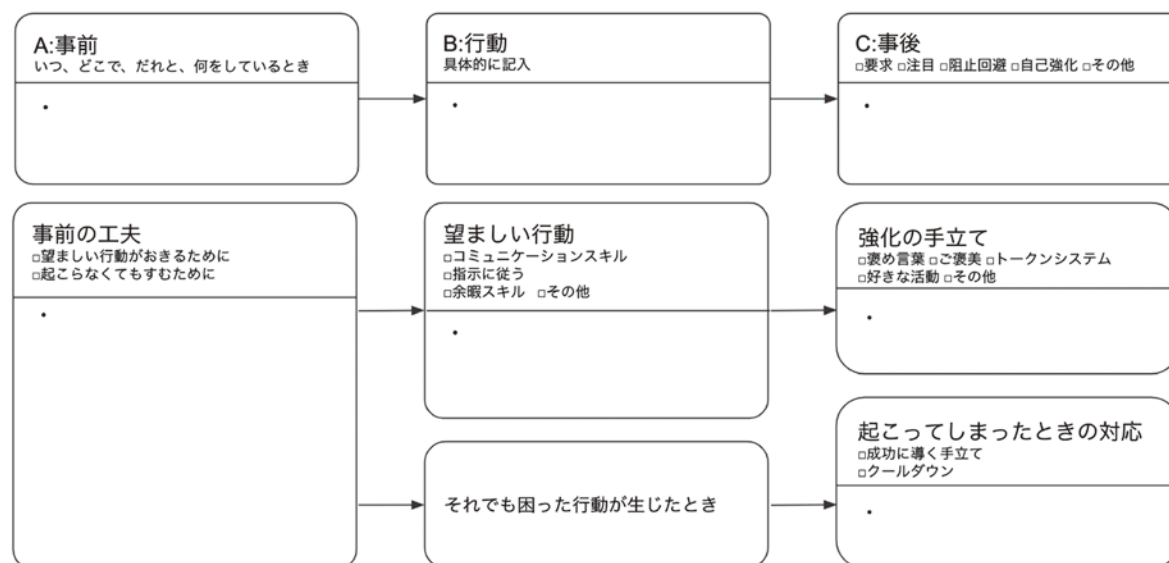 A:事前
いつ、どこで、だれと、何をしているとき
•
B:行動
具体的に記入
•
C:事後
□要求 □注目 □阻止回避 □自己強化 □その他
•
事前の工夫
□望ましい行動がおきるために
□起こらなくてもすむために
•
望ましい行動
□コミュニケーションスキル
□指示に従う
□余暇スキル □その他
•
強化の手立て
□褒め言葉 □ご褒美 □トークンシステム
□好きな活動 □その他
•
それでも困った行動が生じたとき
起こってしまったときの対応
□成功に導く手立て
□クールダウン
•